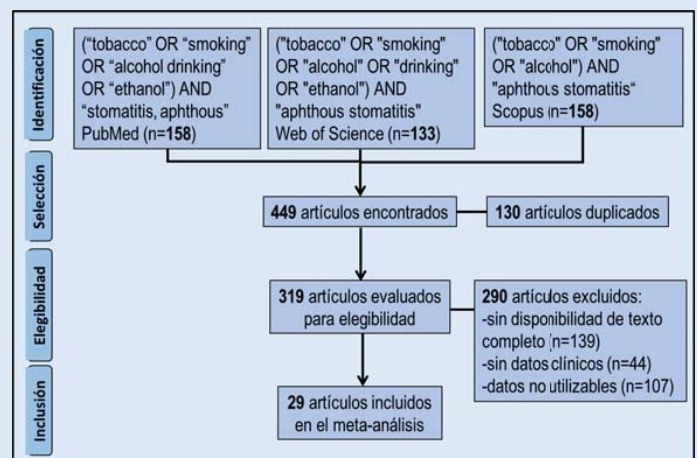 Identificación
("tobacco" OR "smoking"
OR "alcohol drinking"
OR "ethanol") AND
"stomatitis, aphthous"
PubMed (n=158)
("tobacco" OR "smoking"
OR "alcohol" OR "drinking"
OR "ethanol") AND
"aphthous stomatitis"
Web of Science (n=133)
("tobacco" OR "smoking"
OR "alcohol") AND
"aphthous stomatitis"
Scopus (n=158)
Selección
449 artículos encontrados
130 artículos duplicados
Elegibilidad
319 artículos evaluados
para elegibilidad
290 artículos excluidos:
-sin disponibilidad de texto
completo (n=139)
-sin datos clínicos (n=44)
-datos no utilizables (n=107)
Inclusión
29 artículos incluidos
en el meta-análisis